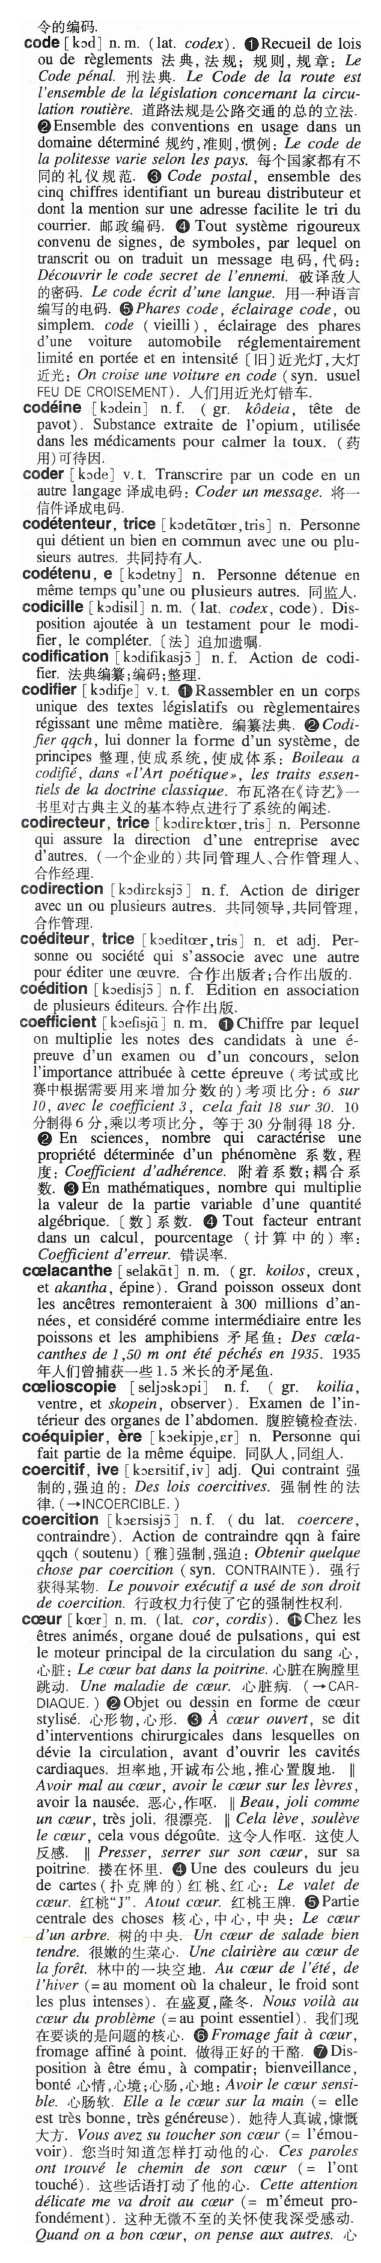 令的编码.
code [kɔd] n. m. (lat. codex). ❶Recueil de lois
ou de règlements 法典,法规; 规则,规章: Le
Code pénal. 刑法典. Le Code de la route est
l'ensemble de la législation concernant la circu-
lation routière. 道路法规是公路交通的总的立法.
❷Ensemble des conventions en usage dans un
domaine déterminé 规约,准则,惯例: Le code de
la politesse varie selon les pays. 每个国家都有不
同的礼仪规范. ❸ Code postal, ensemble des
cinq chiffres identifiant un bureau distributeur et
dont la mention sur une adresse facilite le tri du
courrier. 邮政编码. ❹ Tout système rigoureux
convenu de signes, de symboles, par lequel on
transcrit ou on traduit un message 电码,代码:
Découvrir le code secret de l'ennemi. 破译敌人
的密码. Le code écrit d'une langue. 用一种语言
编写的电码. ❺Phares code, éclairage code, ou
simplem. code (vieilli), éclairage des phares
d'une voiture automobile réglementairement
limité en portée et en intensité〔旧〕近光灯,大灯
近光: On croise une voiture en code (syn. usuel
FEU DE CROISEMENT). 人们用近光灯错车.
codéine [kɔdein] n. f. (gr. kôdeia, tête de
pavot). Substance extraite de l'opium, utilisée
dans les médicaments pour calmer la toux. (药
用)可待因.
coder [kɔde] v. t. Transcrire par un code en un
autre langage 译成电码: Coder un message. 将一
信件译成电码.
codétenteur, trice [kɔdetɑ̃tœr,tris] n. Personne
qui détient un bien en commun avec une ou plu-
sieurs autres. 共同持有人.
codétenu, e [kɔdetny] n. Personne détenue en
même temps qu'une ou plusieurs autres. 同监人.
codicille [kɔdisil] n. m. (lat. codex, code). Dis-
position ajoutée à un testament pour le modi-
fier, le compléter.〔法〕追加遗嘱.
codification [kɔdifikasjɔ̃] n. f. Action de codi-
fier. 法典编纂;编码;整理.
codifier [kɔdifje] v. t. ❶Rassembler en un corps
unique des textes législatifs ou règlementaires
régissant une même matière. 编纂法典. ❷Codi-
fier qqch, lui donner la forme d'un système, de
principes 整理,使成系统,使成体系: Boileau a
codifié, dans «l'Art poétique», les traits essen-
tiels de la doctrine classique. 布瓦洛在《诗艺》一
书里对古典主义的基本特点进行了系统的阐述.
codirecteur, trice [kɔdirɛktœr,tris] n. Personne
qui assure la direction d'une entreprise avec
d'autres. (一个企业的)共同管理人、合作管理人、
合作经理.
codirection [kɔdirɛksjɔ̃] n. f. Action de diriger
avec un ou plusieurs autres. 共同领导,共同管理,
合作管理.
coéditeur, trice [kɔeditœr,tris] n. et adj. Per-
sonne ou société qui s'associe avec une autre
pour éditer une œuvre. 合作出版者;合作出版的.
coédition [kɔedisjɔ̃] n. f. Edition en association
de plusieurs éditeurs. 合作出版.
coefficient [kɔefisjɑ̃] n. m. ❶Chiffre par lequel
on multiplie les notes des candidats à une é-
preuve d'un examen ou d'un concours, selon
l'importance attribuée à cette épreuve (考试或比
赛中根据需要用来增加分数的)考项比分: 6 sur
10, avec le coefficient 3, cela fait 18 sur 30. 10
分制得6分,乘以考项比分, 等于30分制得18分.
❷ En sciences, nombre qui caractérise une
propriété déterminée d'un phénomène 系数,程
度: Coefficient d'adhérence. 附着系数;耦合系
数. ❸En mathématiques, nombre qui multiplie
la valeur de la partie variable d'une quantité
algébrique.〔数〕系数. ❹ Tout facteur entrant
dans un calcul, pourcentage (计算中的)率:
Coefficient d'erreur. 错误率.
cœlacanthe [selakɑ̃t] n. m. (gr. koilos, creux,
et akantha, épine). Grand poisson osseux dont
les ancêtres remonteraient à 300 millions d'an-
nées, et considéré comme intermédiaire entre les
poissons et les amphibiens 矛尾鱼: Des cœla-
canthes de 1,50 m ont été péchés en 1935. 1935
年人们曾捕获一些1.5米长的矛尾鱼.
cœlioscopie [seljɔskɔpi] n. f. (gr. koilia,
ventre, et skopein, observer). Examen de l'in-
térieur des organes de l'abdomen. 腹腔镜检查法.
coéquipier, ère [kɔekipje,ɛr] n. Personne qui
fait partie de la même équipe. 同队人,同组人.
coercitif, ive [kɔɛrsitif,iv] adj. Qui contraint 强
制的,强迫的: Des lois coercitives. 强制性的法
律. (→INCOERCIBLE.)
coercition [kɔɛrsisjɔ̃] n. f. (du lat. coercere,
contraindre). Action de contraindre qqn à faire
qqch (soutenu)〔雅〕强制,强迫: Obtenir quelque
chose par coercition (syn. CONTRAINTE). 强行
获得某物. Le pouvoir exécutif a usé de son droit
de coercition. 行政权力行使了它的强制性权利.
cœur [kœr] n. m. (lat. cor, cordis). ❶Chez les
êtres animés, organe doué de pulsations, qui est
le moteur principal de la circulation du sang 心,
心脏: Le cœur bat dans la poitrine. 心脏在胸膛里
跳动. Une maladie de cœur. 心脏病. (→CAR-
DIAQUE.) ❷Objet ou dessin en forme de cœur
stylisé. 心形物,心形. ❸ À cœur ouvert, se dit
d'interventions chirurgicales dans lesquelles on
dévie la circulation, avant d'ouvrir les cavités
cardiaques. 坦率地,开诚布公地,推心置腹地. ‖
Avoir mal au cœur, avoir le cœur sur les lèvres,
avoir la nausée. 恶心,作呕. ‖ Beau, joli comme
un cœur, très joli. 很漂亮. ‖ Cela lève, soulève
le cœur, cela vous dégoûte. 这令人作呕. 这使人
反感. ‖ Presser, serrer sur son cœur, sur sa
poitrine. 搂在怀里. ❹ Une des couleurs du jeu
de cartes (扑克牌的) 红桃、红心: Le valet de
cœur. 红桃“J”. Atout cœur. 红桃王牌. ❺Partie
centrale des choses 核心,中心,中央: Le cœur
d'un arbre. 树的中央. Un cœur de salade bien
tendre. 很嫩的生菜心. Une clairière au cœur de
la forêt. 林中的一块空地. Au cœur de l'été, de
l'hiver (=au moment où la chaleur, le froid sont
les plus intenses). 在盛夏,隆冬. Nous voilà au
cœur du problème (=au point essentiel). 我们现
在要谈的是问题的核心. ❻Fromage fait à cœur,
fromage affiné à point. 做得正好的干酪. ❼Dis-
position à être ému, à compatir; bienveillance,
bonté 心情,心境;心肠,心地: Avoir le cœur sensi-
ble. 心肠软. Elle a le cœur sur la main (= elle
est très bonne, très généreuse). 她待人真诚,慷慨
大方. Vous avez su toucher son cœur (= l'émou-
voir). 您当时知道怎样打动他的心. Ces paroles
ont trouvé le chemin de son cœur (= l'ont
touché). 这些话语打动了他的心. Cette attention
délicate me va droit au cœur (= m'émeut pro-
fondément). 这种无微不至的关怀使我深受感动.
Quand on a bon cœur, on pense aux autres. 心